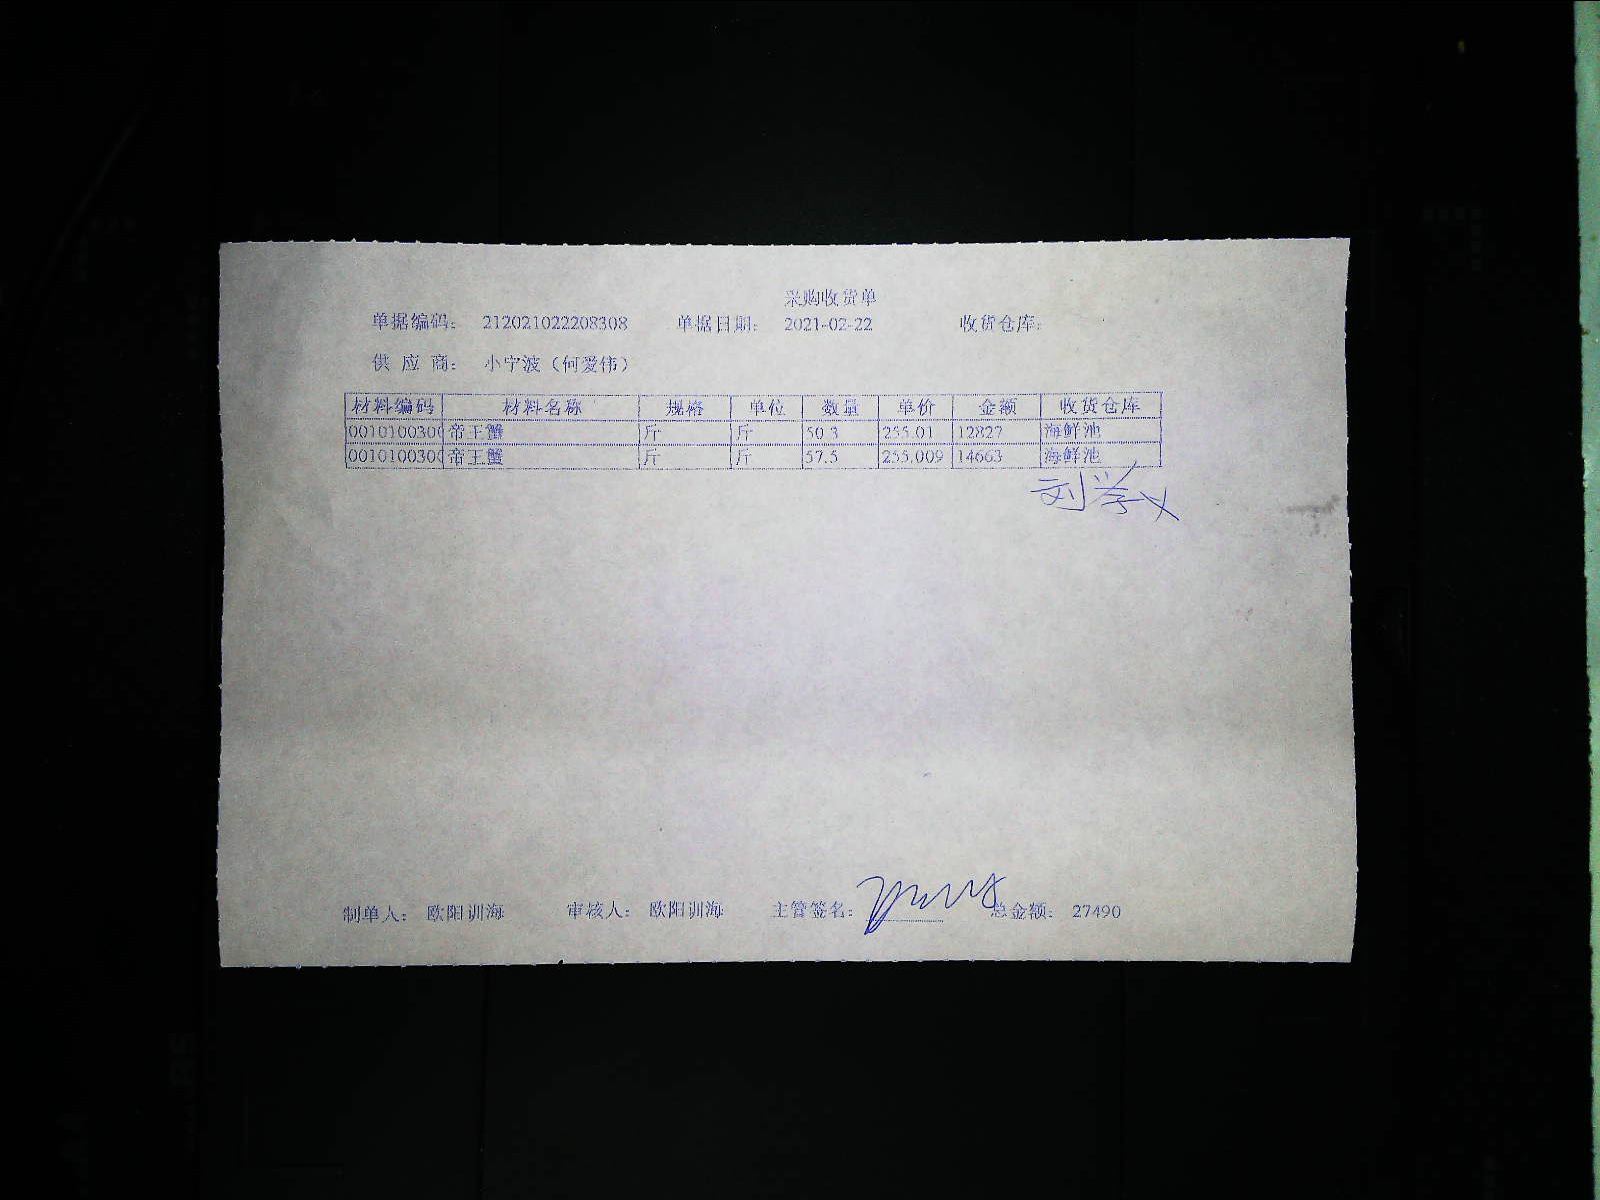 采购收货单
单据编码: 212021022208308 单据日期: 2021-02-22 收货仓库:
供 应 商: 小宁波（何爱伟）
材料编码 材料名称 规格 单位 数量 单价 金额 收货仓库
0010100300 帝王蟹 斤 斤 50.3 255.01 12827 海鲜池
0010100300 帝王蟹 斤 斤 57.5 255.009 14663 海鲜池
刘学义
制单人: 欧阳训海 审核人: 欧阳训海 主管签名: 总金额: 27490